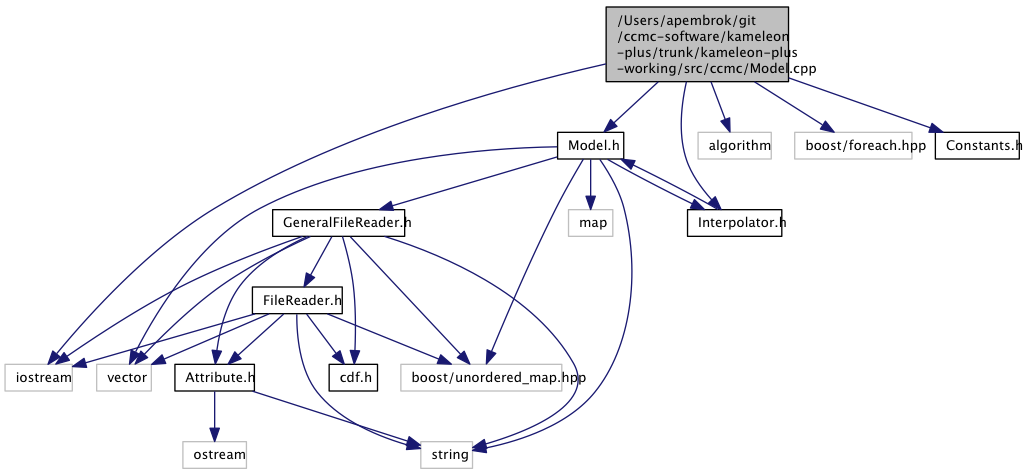 /Users/apembrok/git
/ccmc-software/kameleon
-plus/trunk/kameleon-plus
-working/src/ccmc/Model.cpp
Model.h
algorithm
boost/foreach.hpp
Constants.h
GeneralFileReader.h
map
Interpolator.h
FileReader.h
iostream
vector
Attribute.h
cdf.h
boost/unordered_map.hpp
ostream
string